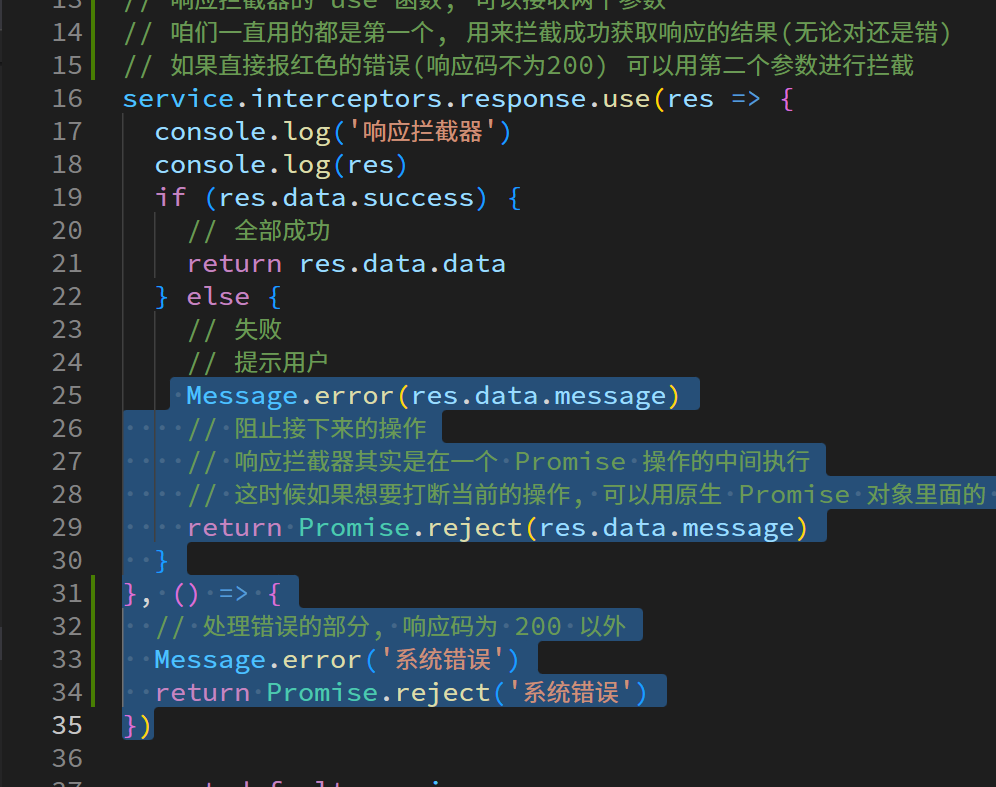 13 // 响应拦截器的 use 函数, 可以接收两个参数
14 // 咱们一直用的都是第一个, 用来拦截成功获取响应的结果(无论对还是错)
15 // 如果直接报红色的错误(响应码不为200) 可以用第二个参数进行拦截
16 service.interceptors.response.use(res => {
17 console.log('响应拦截器')
18 console.log(res)
19 if (res.data.success) {
20 // 全部成功
21 return res.data.data
22 } else {
23 // 失败
24 // 提示用户
25 Message.error(res.data.message)
26 // 阻止接下来的操作
27 // 响应拦截器其实是在一个 Promise 操作的中间执行
28 // 这时候如果想要打断当前的操作, 可以用原生 Promise 对象里面的
29 return Promise.reject(res.data.message)
30 }
31 }, () => {
32 // 处理错误的部分, 响应码为 200 以外
33 Message.error('系统错误')
34 return Promise.reject('系统错误')
35 })
36